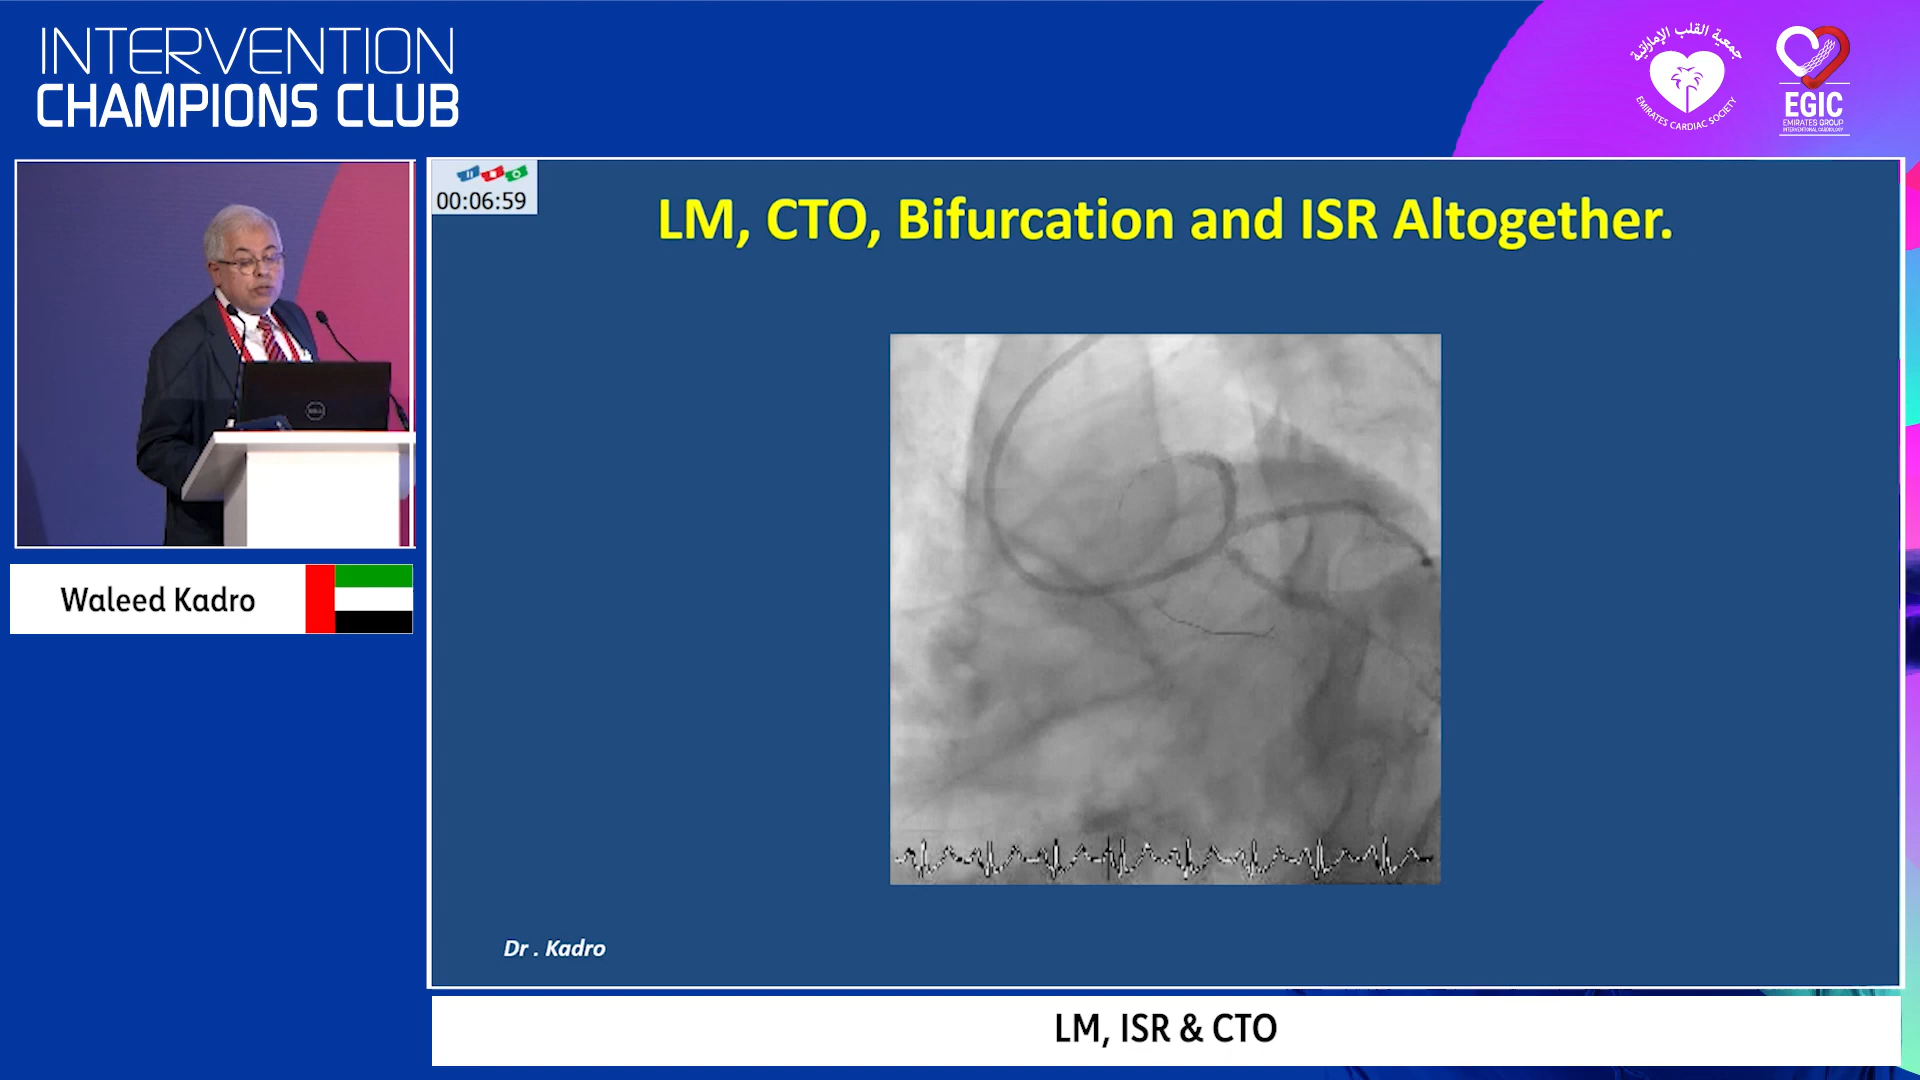 INTERVENTION
CHAMPIONS CLUB
جمعية القلب الإماراتية
EMIRATES CARDIAC SOCIETY
EGIC
EMIRATES GROUP
INTERVENTIONAL CARDIOLOGY
00:06:59
LM, CTO, Bifurcation and ISR Altogether.
DELL
Waleed Kadro
Dr . Kadro
LM, ISR & CTO